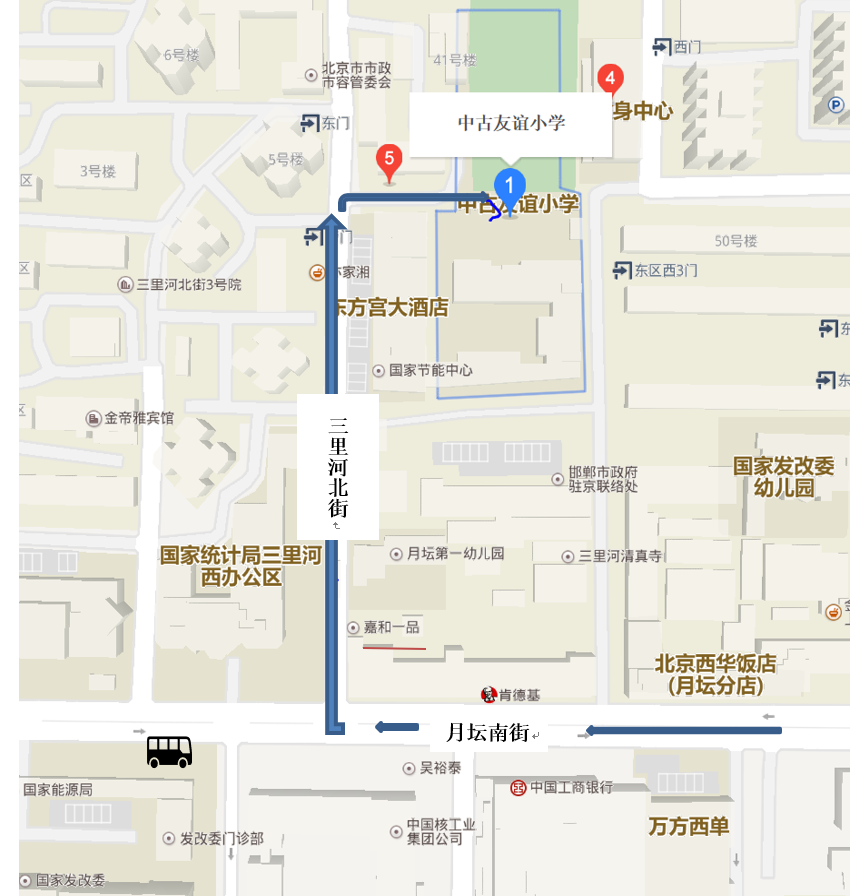 6号楼
北京市市政
市容管委会
41号楼
西门
4
身中心
P
中古友谊小学
东门
5号楼
3号楼
区
5
1
中古友谊小学
门
50号楼
东区西3门
区
三里河北街3号院
家湘
东方宫大酒店
东
国家节能中心
东
区
金帝雅宾馆
三里河北街
邯郸市政府
驻京联络处
国家发改委
幼儿园
国家统计局三里河
西办公区
月坛第一幼儿园
三里河清真寺
嘉和一品
北京西华饭店
(月坛分店)
肯德基
月坛南街
吴裕泰
国家能源局
中国工商银行
中国核工业
集团公司
万方西单
发改委门诊部
国家发改委